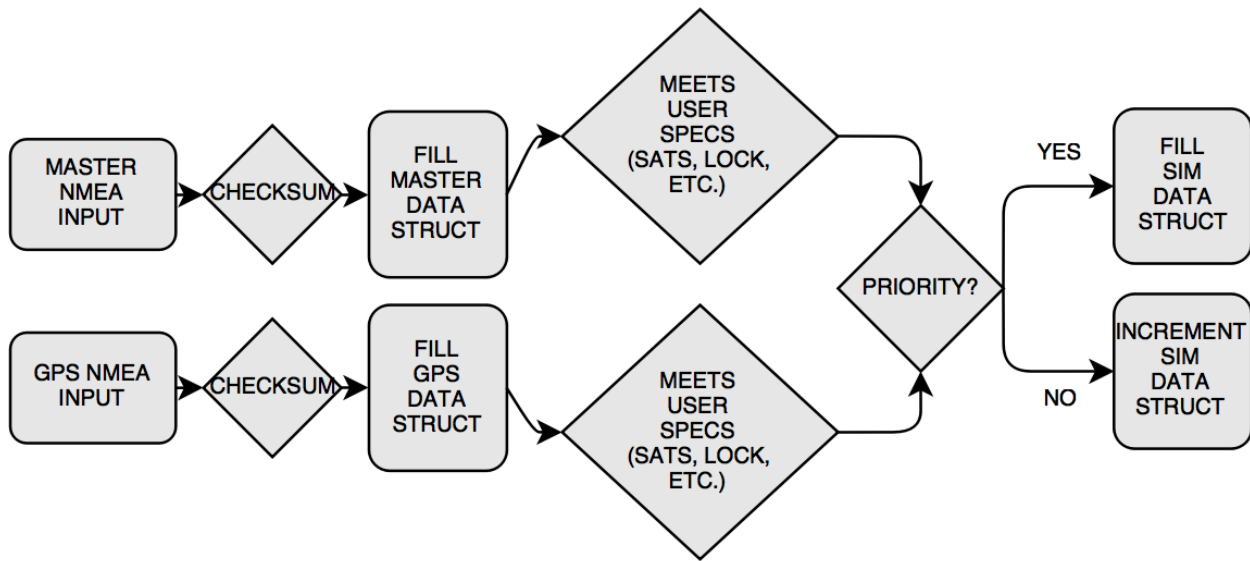 MASTER
NMEA
INPUT
CHECKSUM
FILL
MASTER
DATA
STRUCT
MEETS
USER
SPECS
(SATS, LOCK,
ETC.)
GPS NMEA
INPUT
CHECKSUM
FILL
GPS
DATA
STRUCT
MEETS
USER
SPECS
(SATS, LOCK,
ETC.)
PRIORITY?
YES
FILL
SIM
DATA
STRUCT
NO
INCREMENT
SIM
DATA
STRUCT